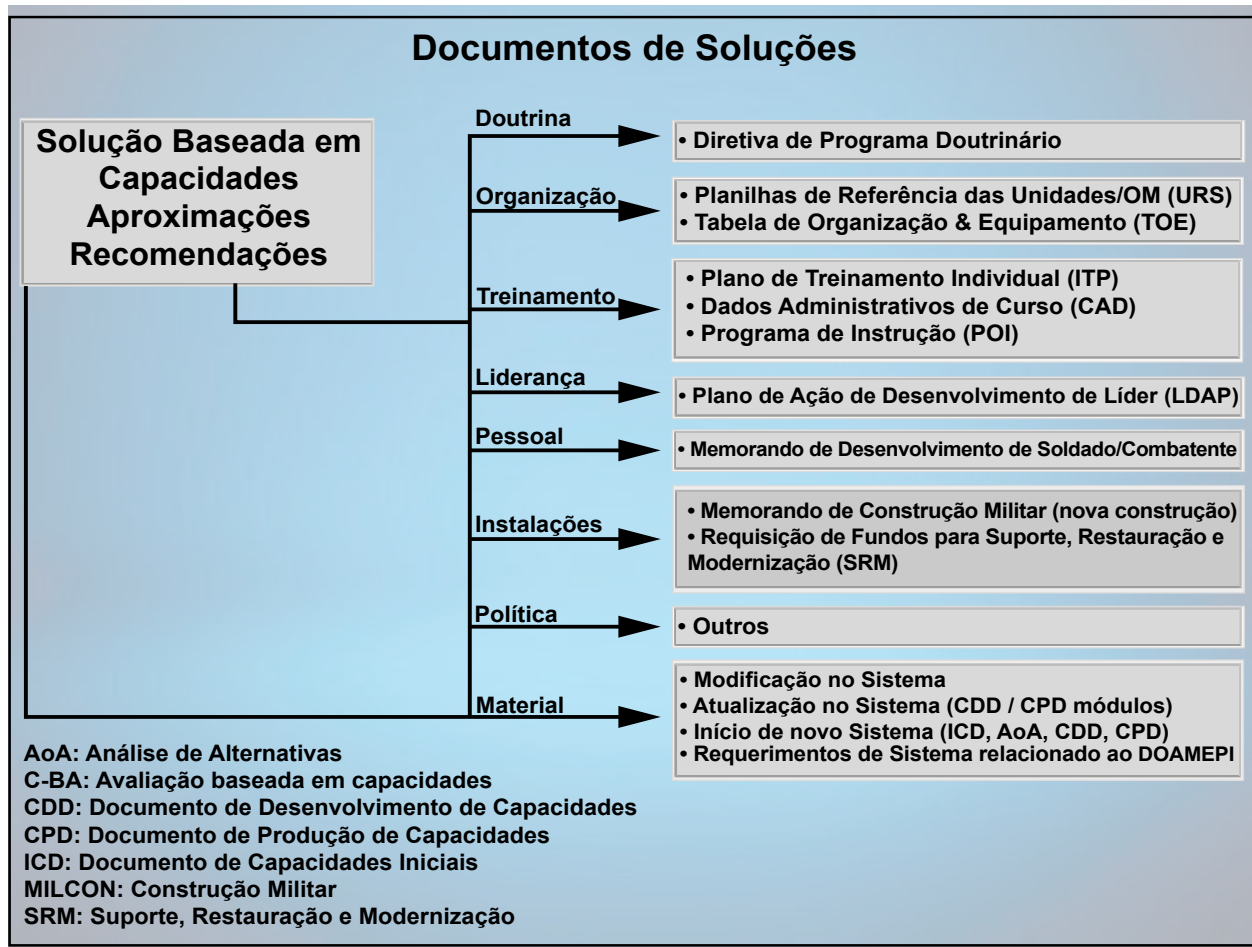 Documentos de Soluções
Solução Baseada em
Capacidades
Aproximações
Recomendações
Doutrina
• Diretiva de Programa Doutrinário
Organização
• Planilhas de Referência das Unidades/OM (URS)
• Tabela de Organização & Equipamento (TOE)
Treinamento
• Plano de Treinamento Individual (ITP)
• Dados Administrativos de Curso (CAD)
• Programa de Instrução (POI)
Liderança
• Plano de Ação de Desenvolvimento de Líder (LDAP)
Pessoal
• Memorando de Desenvolvimento de Soldado/Combatente
Instalações
• Memorando de Construção Militar (nova construção)
• Requisição de Fundos para Suporte, Restauração e
Modernização (SRM)
Política
• Outros
Material
• Modificação no Sistema
• Atualização no Sistema (CDD / CPD módulos)
• Início de novo Sistema (ICD, AoA, CDD, CPD)
• Requerimentos de Sistema relacionado ao DOAMEPI
AoA: Análise de Alternativas
C-BA: Avaliação baseada em capacidades
CDD: Documento de Desenvolvimento de Capacidades
CPD: Documento de Produção de Capacidades
ICD: Documento de Capacidades Iniciais
MILCON: Construção Militar
SRM: Suporte, Restauração e Modernização